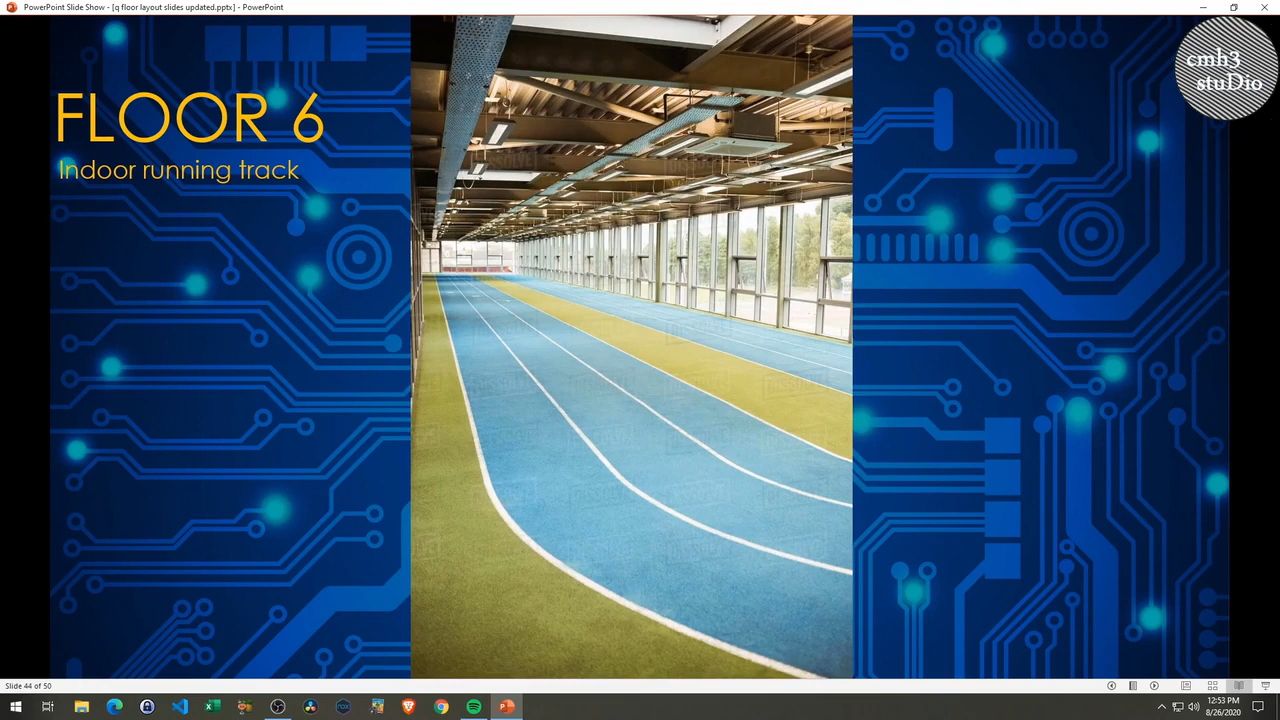 PowerPoint Slide Show - [q floor layout slides updated.pptx] - PowerPoint
cmh3
stuDio
FLOOR 6
Indoor running track
Slide 44 of 50
12:53 PM
8/26/2020